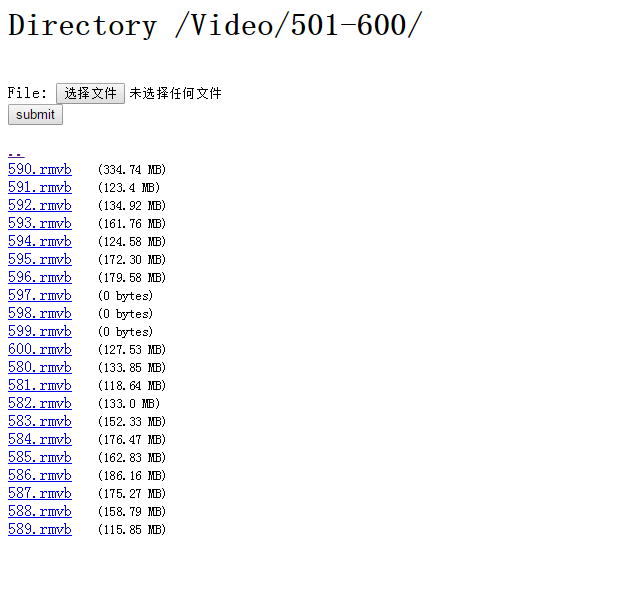 Directory /Video/501-600/
File: 选择文件 未选择任何文件
submit
..
590.rmvb (334.74 MB)
591.rmvb (123.4 MB)
592.rmvb (134.92 MB)
593.rmvb (161.76 MB)
594.rmvb (124.58 MB)
595.rmvb (172.30 MB)
596.rmvb (179.58 MB)
597.rmvb (0 bytes)
598.rmvb (0 bytes)
599.rmvb (0 bytes)
600.rmvb (127.53 MB)
580.rmvb (133.85 MB)
581.rmvb (118.64 MB)
582.rmvb (133.0 MB)
583.rmvb (152.33 MB)
584.rmvb (176.47 MB)
585.rmvb (162.83 MB)
586.rmvb (186.16 MB)
587.rmvb (175.27 MB)
588.rmvb (158.79 MB)
589.rmvb (115.85 MB)